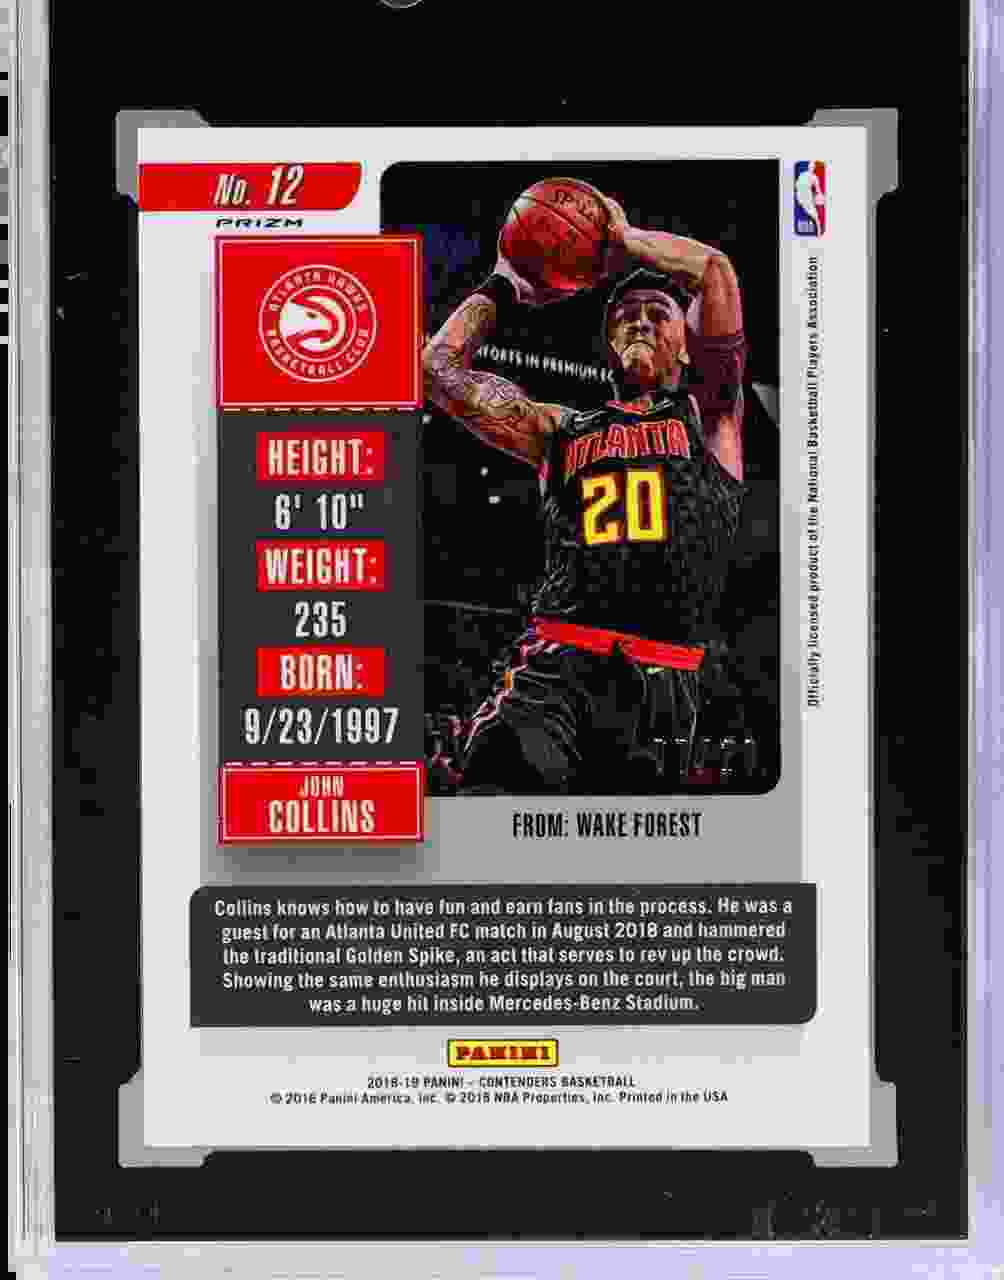 No. 12
PRIZM
ATLANTA HAWKS
BASKETBALL CLUB
HEIGHT:
6' 10"
WEIGHT:
235
BORN:
9/23/1997
JOHN
COLLINS
IN PREMIUM
ATLANTA
20
Officially licensed product of the National Basketball Players Association
FROM: WAKE FOREST
Collins knows how to have fun and earn fans in the process. He was a
guest for an Atlanta United FC match in August 2018 and hammered
the traditional Golden Spike, an act that serves to rev up the crowd.
Showing the same enthusiasm he displays on the court, the big man
was a huge hit inside Mercedes-Benz Stadium.
PANINI
2018-19 PANINI - CONTENDERS BASKETBALL
© 2018 Panini America, Inc. © 2018 NBA Properties, Inc. Printed in the USA